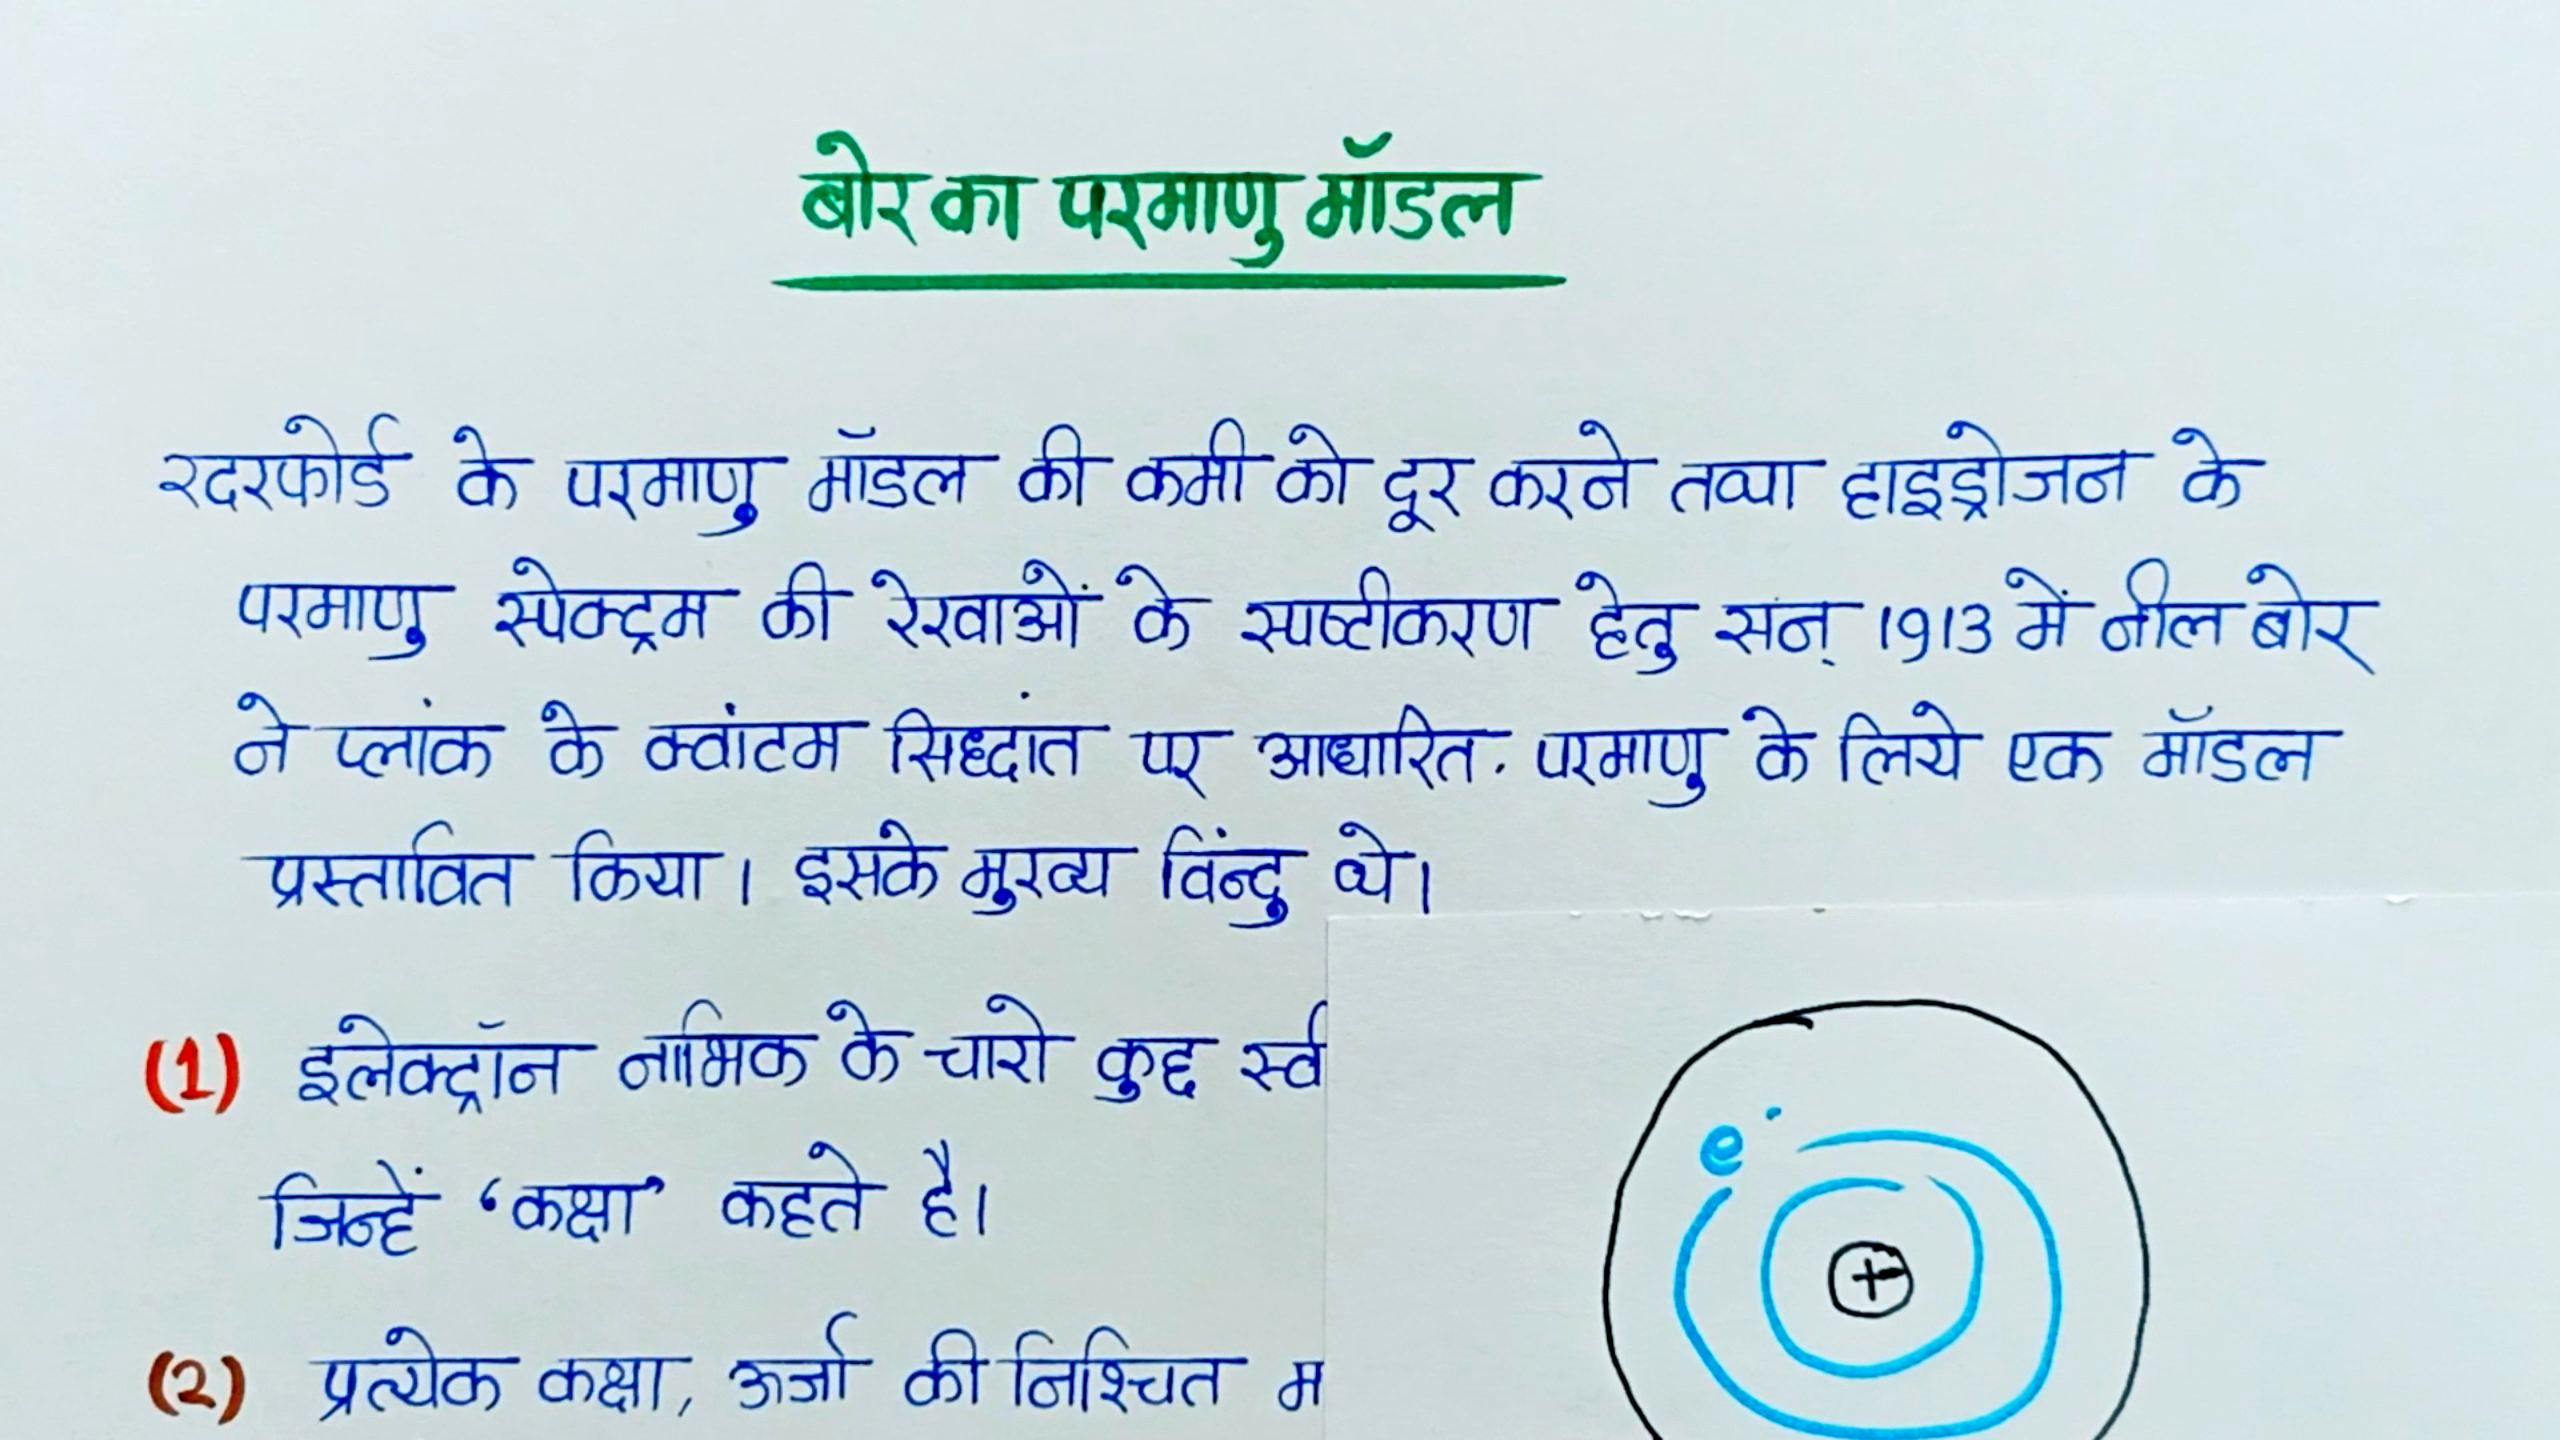 बोर का परमाणु मॉडल
रदरफोर्ड के परमाणु मॉडल की कमी को दूर करने तथा हाइड्रोजन के
परमाणु स्पेक्ट्रम की रेखाओं के स्पष्टीकरण हेतु सन् 1913 में नील बोर
ने प्लांक के क्वांटम सिध्दांत पर आधारित. परमाणु के लिये एक मॉडल
प्रस्तावित किया। इसके मुख्य विंन्दु थे।
(1) इलेक्ट्रॉन नाभिक के चारो कुछ
जिन्हें ‘कक्षा’ कहते है।
(2) प्रत्येक कक्षा, ऊर्जा की निश्चित
e
+